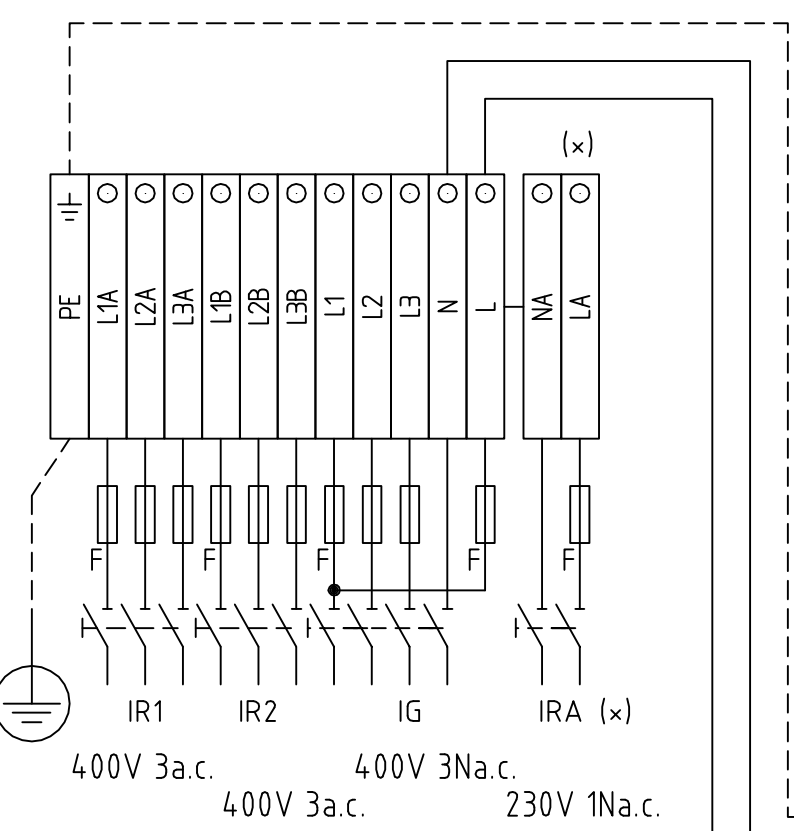 (x)
PE L1A L2A L3A L1B L2B L3B L1 L2 L3 N L NA LA
F F F F F
IR1 IR2 IG IRA (x)
400V 3a.c. 400V 3Na.c.
400V 3a.c. 230V 1Na.c.